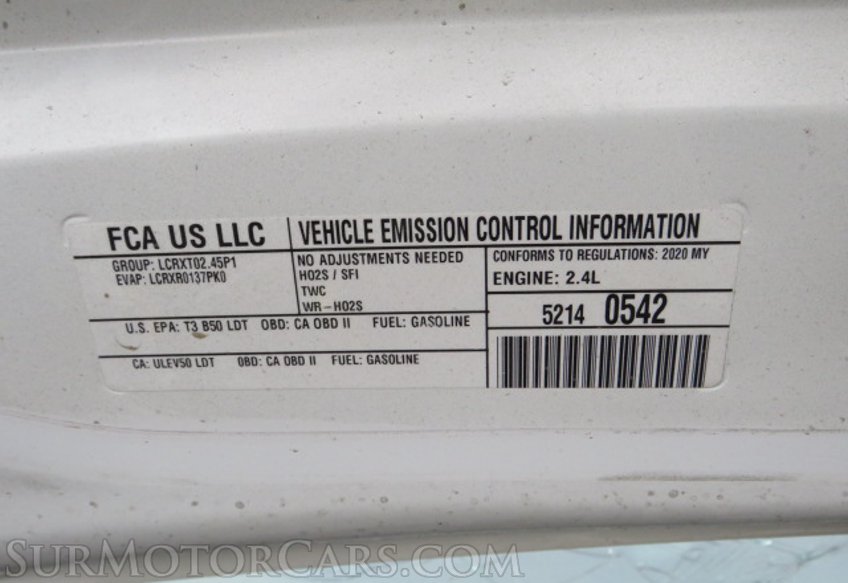 FCA US LLC
VEHICLE EMISSION CONTROL INFORMATION
GROUP: LCRXT02.45P1
EVAP: LCRXR0137PK0
NO ADJUSTMENTS NEEDED
HO2S / SFI
TWC
WR-HO2S
CONFORMS TO REGULATIONS: 2020 MY
ENGINE: 2.4L
5214 0542
U.S. EPA: T3 B50 LDT OBD: CA OBD II FUEL: GASOLINE
CA: ULEV50 LDT OBD: CA OBD II FUEL: GASOLINE
SURMOTORCARS.COM